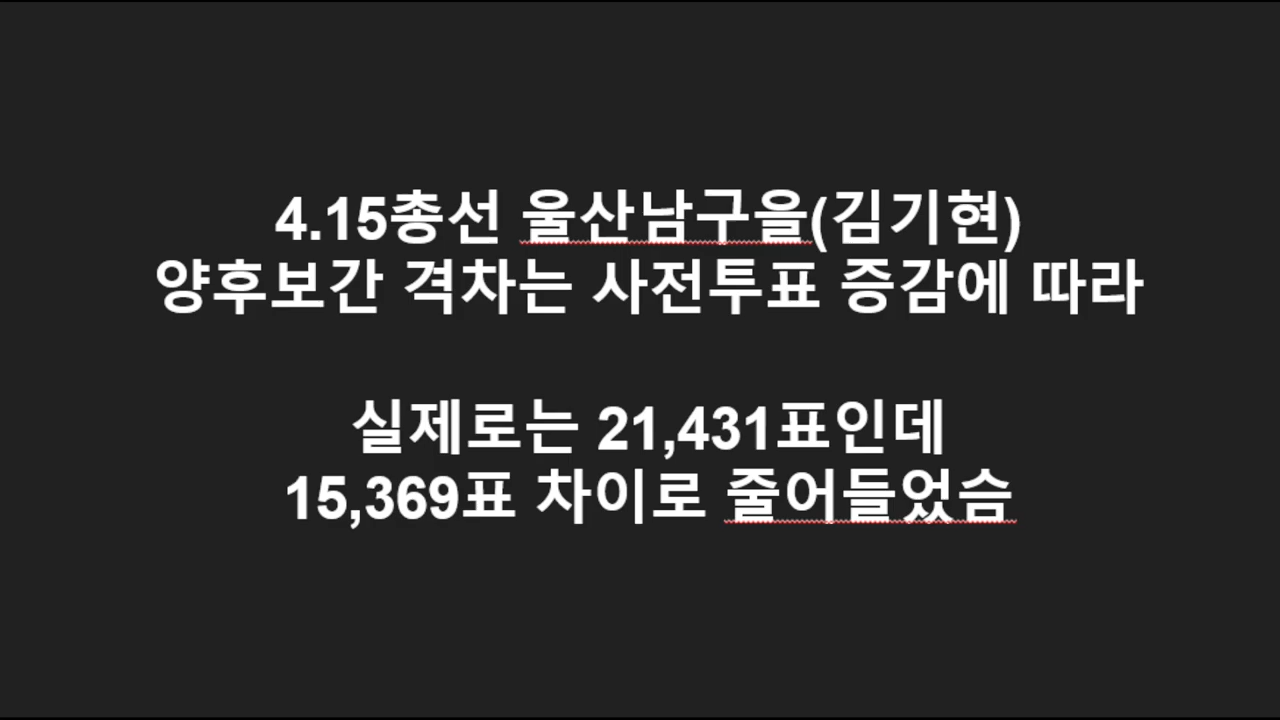 4.15총선 울산남구을(김기현)
양후보간 격차는 사전투표 증감에 따라
실제로는 21,431표인데
15,369표 차이로 줄어들었슴